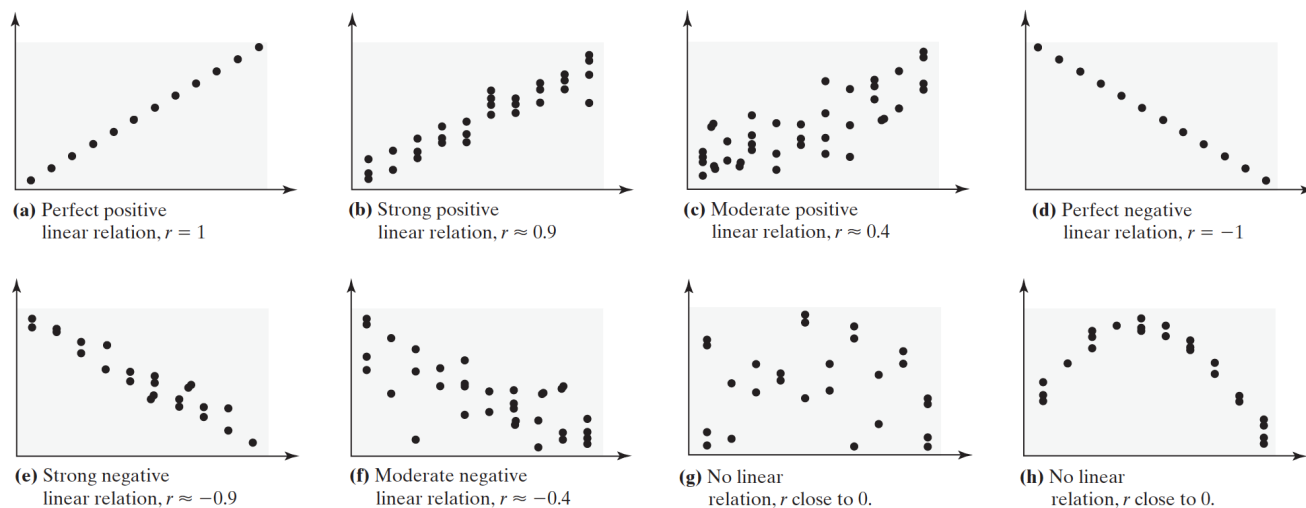 (a) Perfect positive
linear relation, r = 1
(b) Strong positive
linear relation, r ≈ 0.9
(c) Moderate positive
linear relation, r ≈ 0.4
(d) Perfect negative
linear relation, r = −1
(e) Strong negative
linear relation, r ≈ −0.9
(f) Moderate negative
linear relation, r ≈ −0.4
(g) No linear
relation, r close to 0.
(h) No linear
relation, r close to 0.